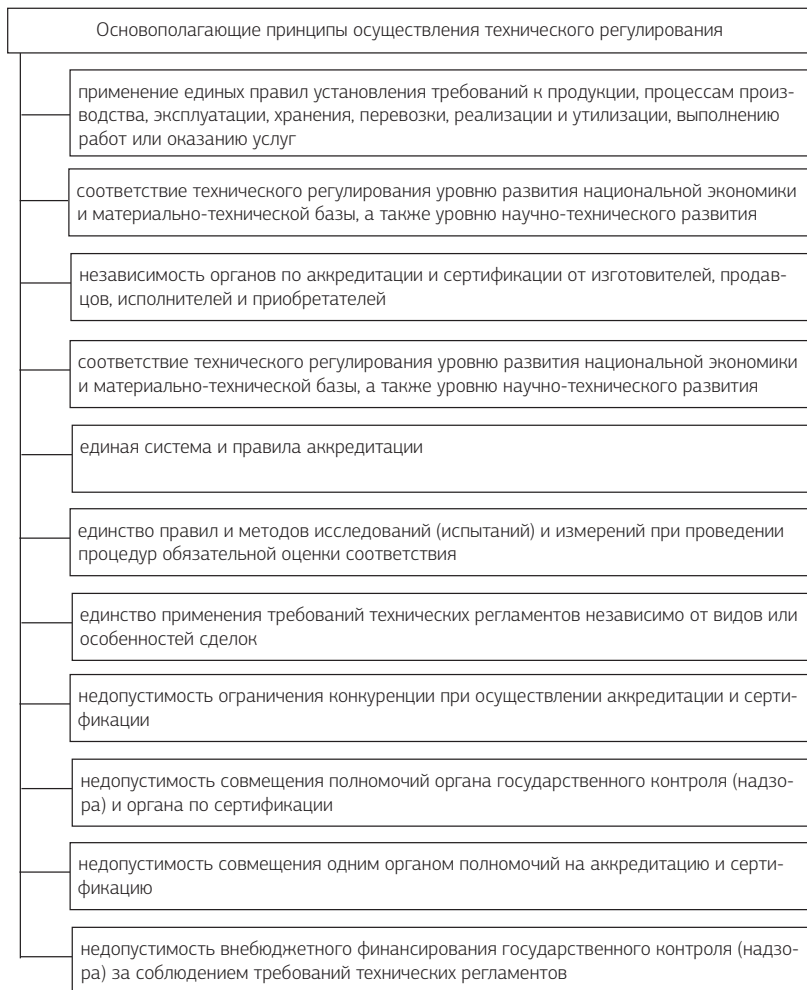 Основополагающие принципы осуществления технического регулирования
применение единых правил установления требований к продукции, процессам произ-
водства, эксплуатации, хранения, перевозки, реализации и утилизации, выполнению
работ или оказанию услуг
соответствие технического регулирования уровню развития национальной экономики
и материально-технической базы, а также уровню научно-технического развития
независимость органов по аккредитации и сертификации от изготовителей, продав-
цов, исполнителей и приобретателей
соответствие технического регулирования уровню развития национальной экономики
и материально-технической базы, а также уровню научно-технического развития
единая система и правила аккредитации
единство правил и методов исследований (испытаний) и измерений при проведении
процедур обязательной оценки соответствия
единство применения требований технических регламентов независимо от видов или
особенностей сделок
недопустимость ограничения конкуренции при осуществлении аккредитации и серти-
фикации
недопустимость совмещения полномочий органа государственного контроля (надзо-
ра) и органа по сертификации
недопустимость совмещения одним органом полномочий на аккредитацию и серти-
фикацию
недопустимость внебюджетного финансирования государственного контроля (надзо-
ра) за соблюдением требований технических регламентов